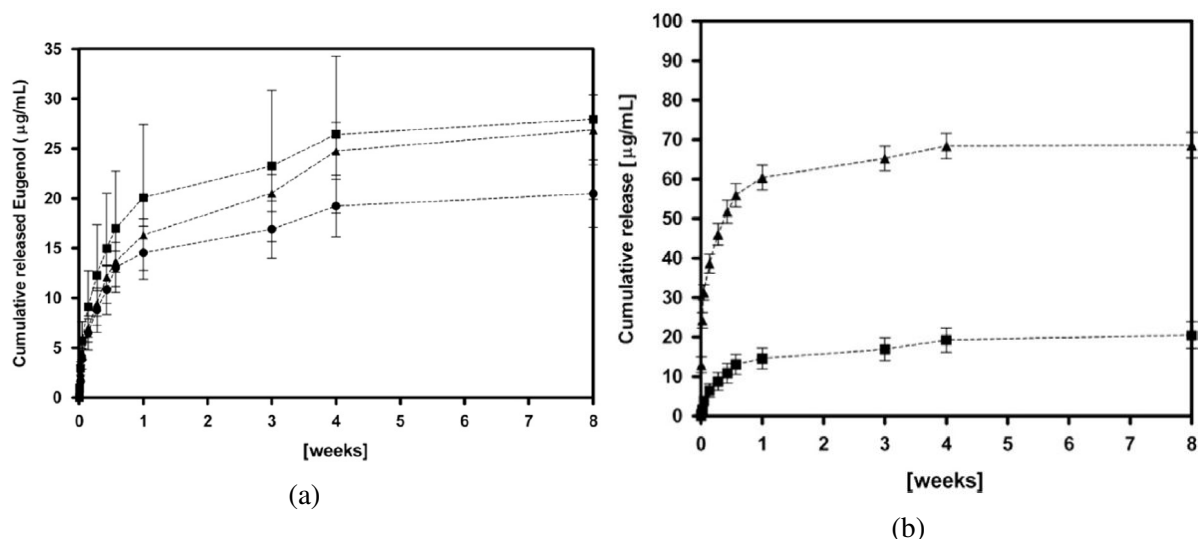 Cumulative released Eugenol ( µg/mL)
35
30
25
20
15
10
5
0
0 1 2 3 4 5 6 7 8
[weeks]
(a)
Cumulative release [µg/mL]
100
90
80
70
60
50
40
30
20
10
0
0 1 2 3 4 5 6 7 8
[weeks]
(b)